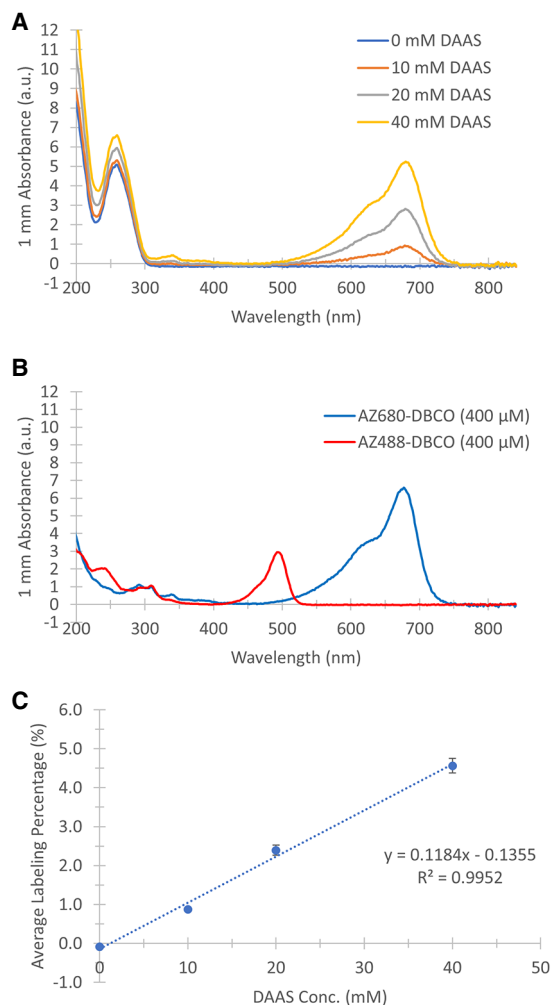 A
12
11
10
9
8
7
6
5
4
3
2
1
0
-1
1 mm Absorbance (a.u.)
0 mM DAAS
10 mM DAAS
20 mM DAAS
40 mM DAAS
200 300 400 500 600 700 800
Wavelength (nm)
B
12
11
10
9
8
7
6
5
4
3
2
1
0
-1
1 mm Absorbance (a.u.)
AZ680-DBCO (400 μM)
AZ488-DBCO (400 μM)
200 300 400 500 600 700 800
Wavelength (nm)
C
6.0
5.0
4.0
3.0
2.0
1.0
0.0
-1.0
Average Labeling Percentage (%)
y = 0.1184x - 0.1355
R² = 0.9952
0 10 20 30 40 50
DAAS Conc. (mM)